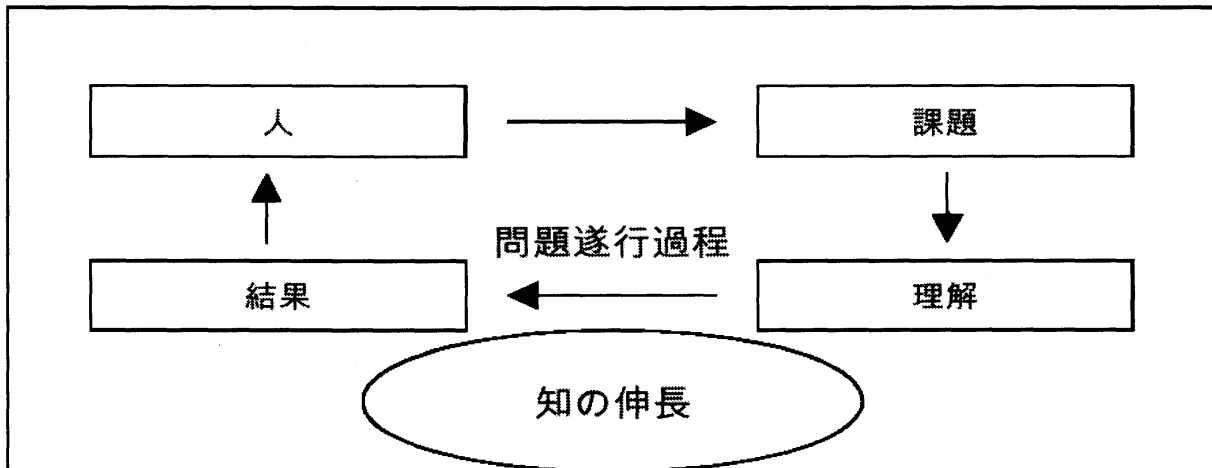 人
課題
問題遂行過程
結果
理解
知の伸長